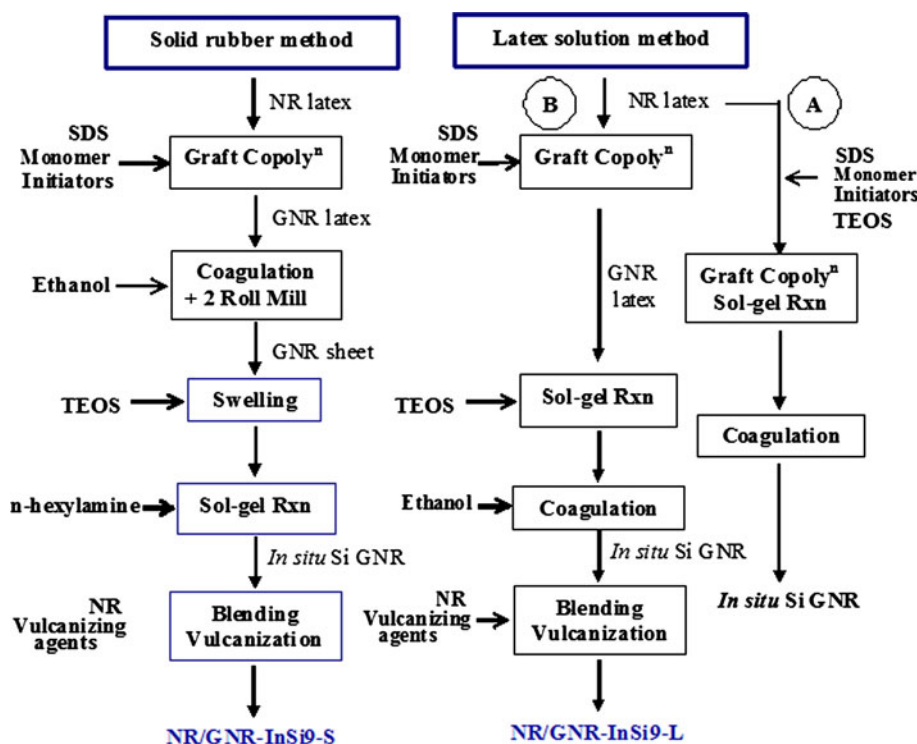 Solid rubber method
NR latex
SDS
Monomer
Initiators
Graft Copolyⁿ
GNR latex
Ethanol
Coagulation
+ 2 Roll Mill
GNR sheet
TEOS
Swelling
n-hexylamine
Sol-gel Rxn
In situ Si GNR
NR
Vulcanizing
agents
Blending
Vulcanization
NR/GNR-InSi9-S
Latex solution method
B
NR latex
A
SDS
Monomer
Initiators
Graft Copolyⁿ
GNR
latex
TEOS
Sol-gel Rxn
Ethanol
Coagulation
In situ Si GNR
NR
Vulcanizing
agents
Blending
Vulcanization
NR/GNR-InSi9-L
SDS
Monomer
Initiators
TEOS
Graft Copolyⁿ
Sol-gel Rxn
Coagulation
In situ Si GNR